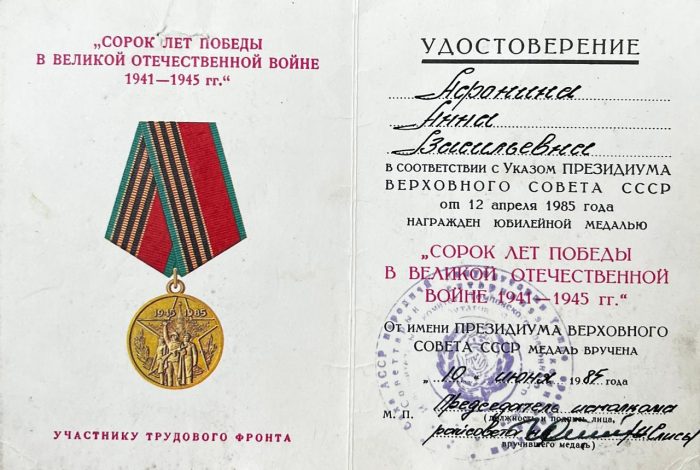 „СОРОК ЛЕТ ПОБЕДЫ
В ВЕЛИКОЙ ОТЕЧЕСТВЕННОЙ ВОЙНЕ
1941—1945 гг.“
1945 1985
УЧАСТНИКУ ТРУДОВОГО ФРОНТА
УДОСТОВЕРЕНИЕ
Афонина
Анна
Васильевна
В СООТВЕТСТВИИ С УКАЗОМ ПРЕЗИДИУМА
ВЕРХОВНОГО СОВЕТА СССР
от 12 апреля 1985 года
НАГРАЖДЕН ЮБИЛЕЙНОЙ МЕДАЛЬЮ
„СОРОК ЛЕТ ПОБЕДЫ
В ВЕЛИКОЙ ОТЕЧЕСТВЕННОЙ
ВОЙНЕ 1941—1945 гг.“
ОТ ИМЕНИ ПРЕЗИДИУМА ВЕРХОВНОГО
СОВЕТА СССР МЕДАЛЬ ВРУЧЕНА
„10 июня 1985 года
Председатель исполкома
М. П. (должность и подпись лица,
райсовета
вручившего медаль)